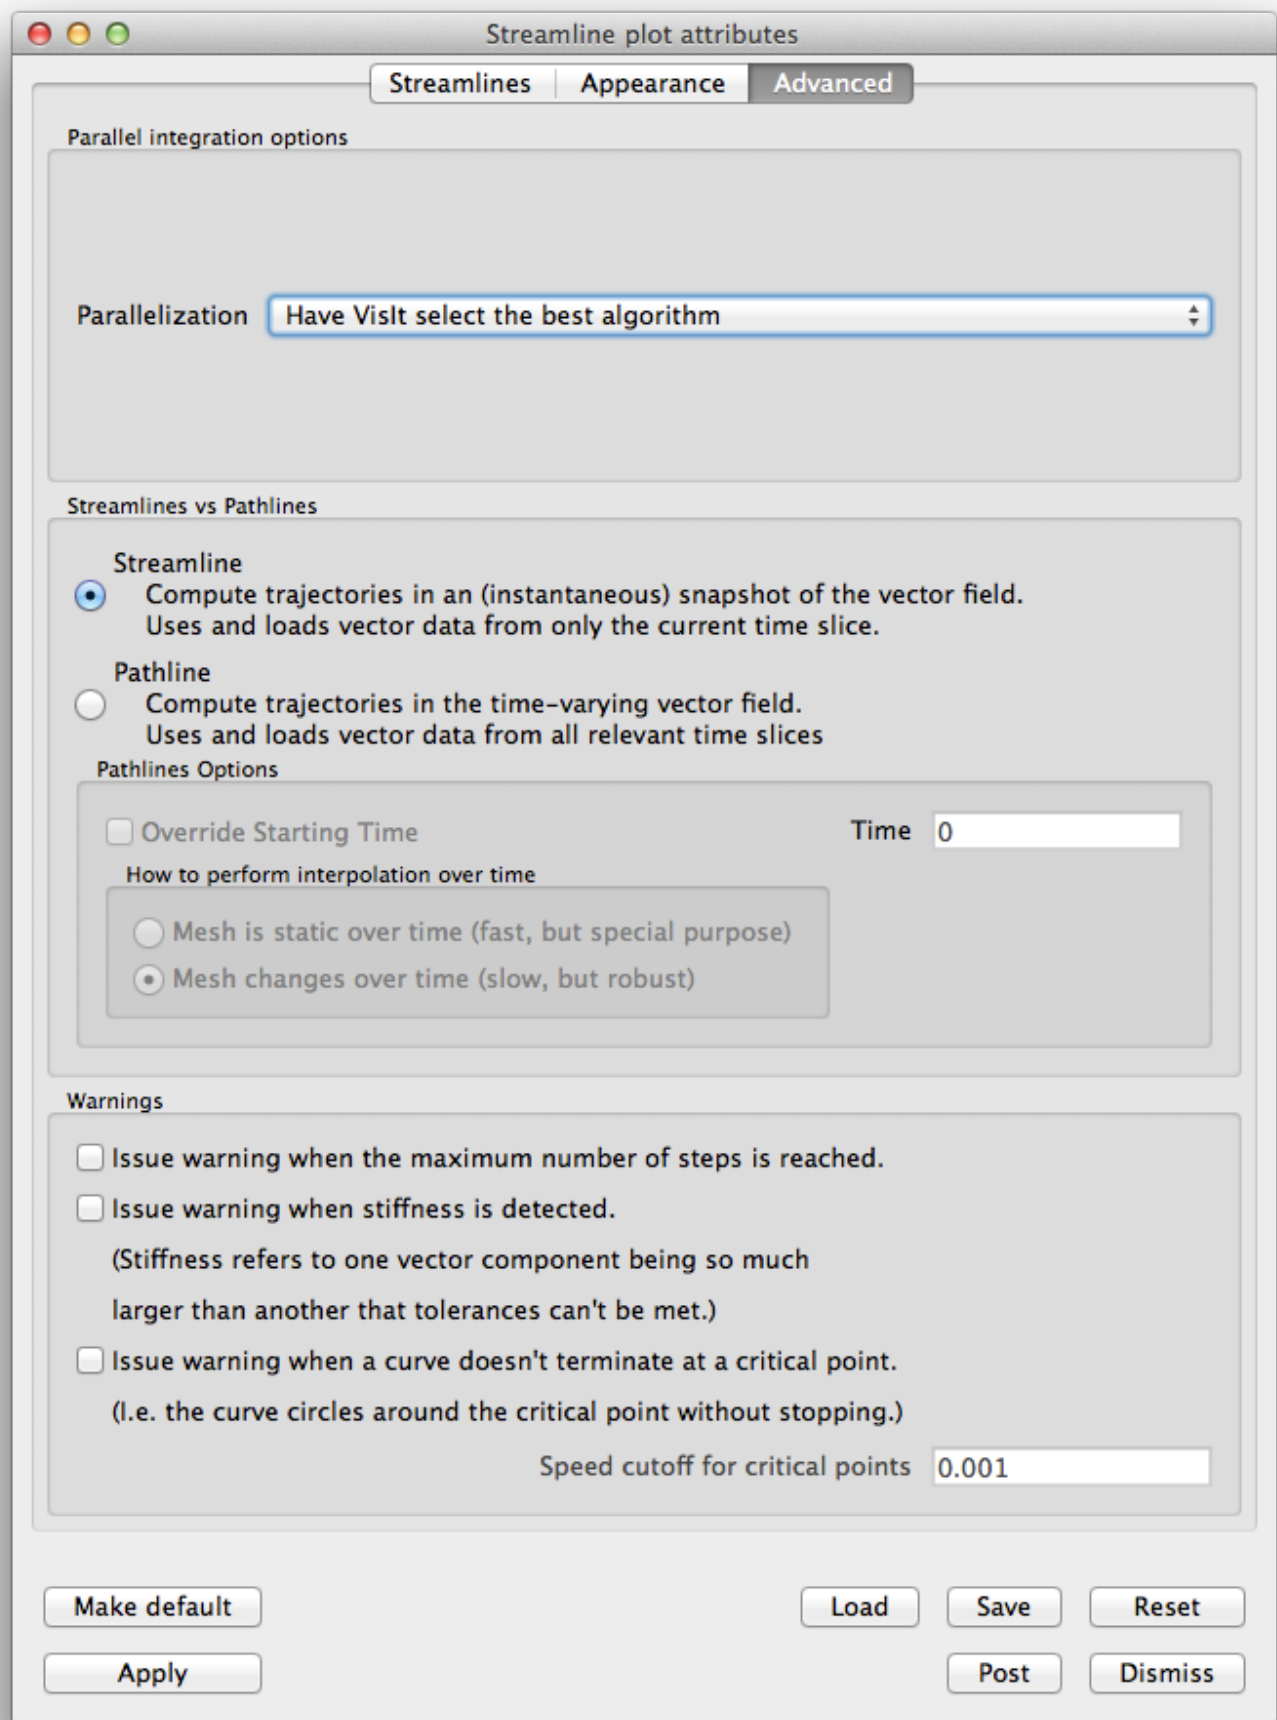 Streamline plot attributes
Streamlines Appearance Advanced
Parallel integration options
Parallelization Have VisIt select the best algorithm
Streamlines vs Pathlines
Streamline
Compute trajectories in an (instantaneous) snapshot of the vector field.
Uses and loads vector data from only the current time slice.
Pathline
Compute trajectories in the time-varying vector field.
Uses and loads vector data from all relevant time slices
Pathlines Options
Override Starting Time Time 0
How to perform interpolation over time
Mesh is static over time (fast, but special purpose)
Mesh changes over time (slow, but robust)
Warnings
Issue warning when the maximum number of steps is reached.
Issue warning when stiffness is detected.
(Stiffness refers to one vector component being so much
larger than another that tolerances can't be met.)
Issue warning when a curve doesn't terminate at a critical point.
(I.e. the curve circles around the critical point without stopping.)
Speed cutoff for critical points 0.001
Make default Load Save Reset
Apply Post Dismiss